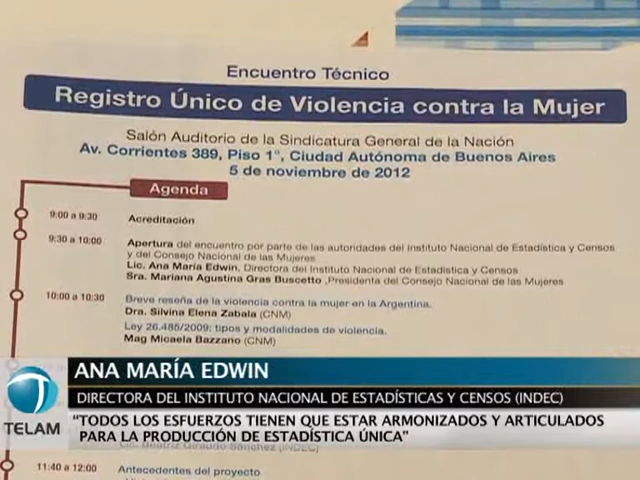 Encuentro Técnico
Registro Único de Violencia contra la Mujer
Salón Auditorio de la Sindicatura General de la Nación
Av. Corrientes 389, Piso 1°, Ciudad Autónoma de Buenos Aires
5 de noviembre de 2012
Agenda
9:00 a 9:30 Acreditación
9:30 a 10:00 Apertura del encuentro por parte de las autoridades del Instituto Nacional de Estadística y Censos
y del Consejo Nacional de las Mujeres
Lic. Ana María Edwin, Directora del Instituto Nacional de Estadística y Censos
Sra. Mariana Agustina Gras Buscetto ,Presidenta del Consejo Nacional de las Mujeres
10:00 a 10:30 Breve reseña de la violencia contra la mujer en la Argentina.
Dra. Silvina Elena Zabala (CNM)
Ley 26.485/2009: tipos y modalidades de violencia.
Mag Micaela Bazzano (CNM)
ANA MARÍA EDWIN
DIRECTORA DEL INSTITUTO NACIONAL DE ESTADÍSTICAS Y CENSOS (INDEC)
TELAM
"TODOS LOS ESFUERZOS TIENEN QUE ESTAR ARMONIZADOS Y ARTICULADOS
PARA LA PRODUCCIÓN DE ESTADÍSTICA ÚNICA"
11:40 a 12:00 Antecedentes del proyecto